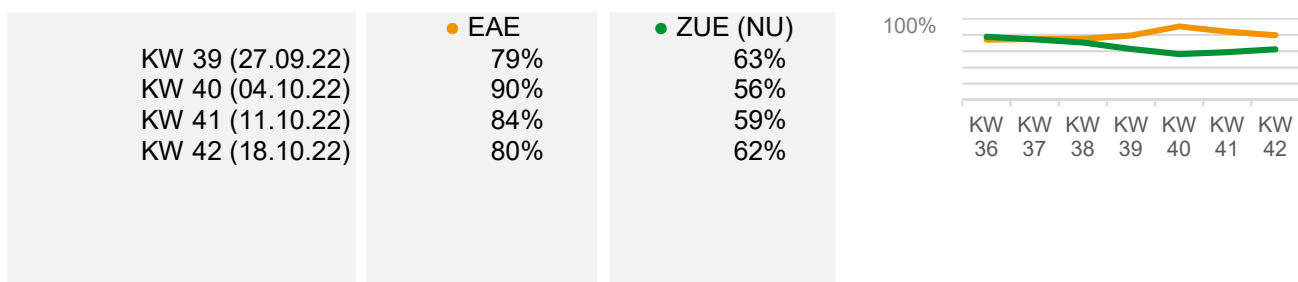 ● EAE ● ZUE (NU)
KW 39 (27.09.22) 79% 63%
KW 40 (04.10.22) 90% 56%
KW 41 (11.10.22) 84% 59%
KW 42 (18.10.22) 80% 62%
100%
KW KW KW KW KW KW KW
36 37 38 39 40 41 42